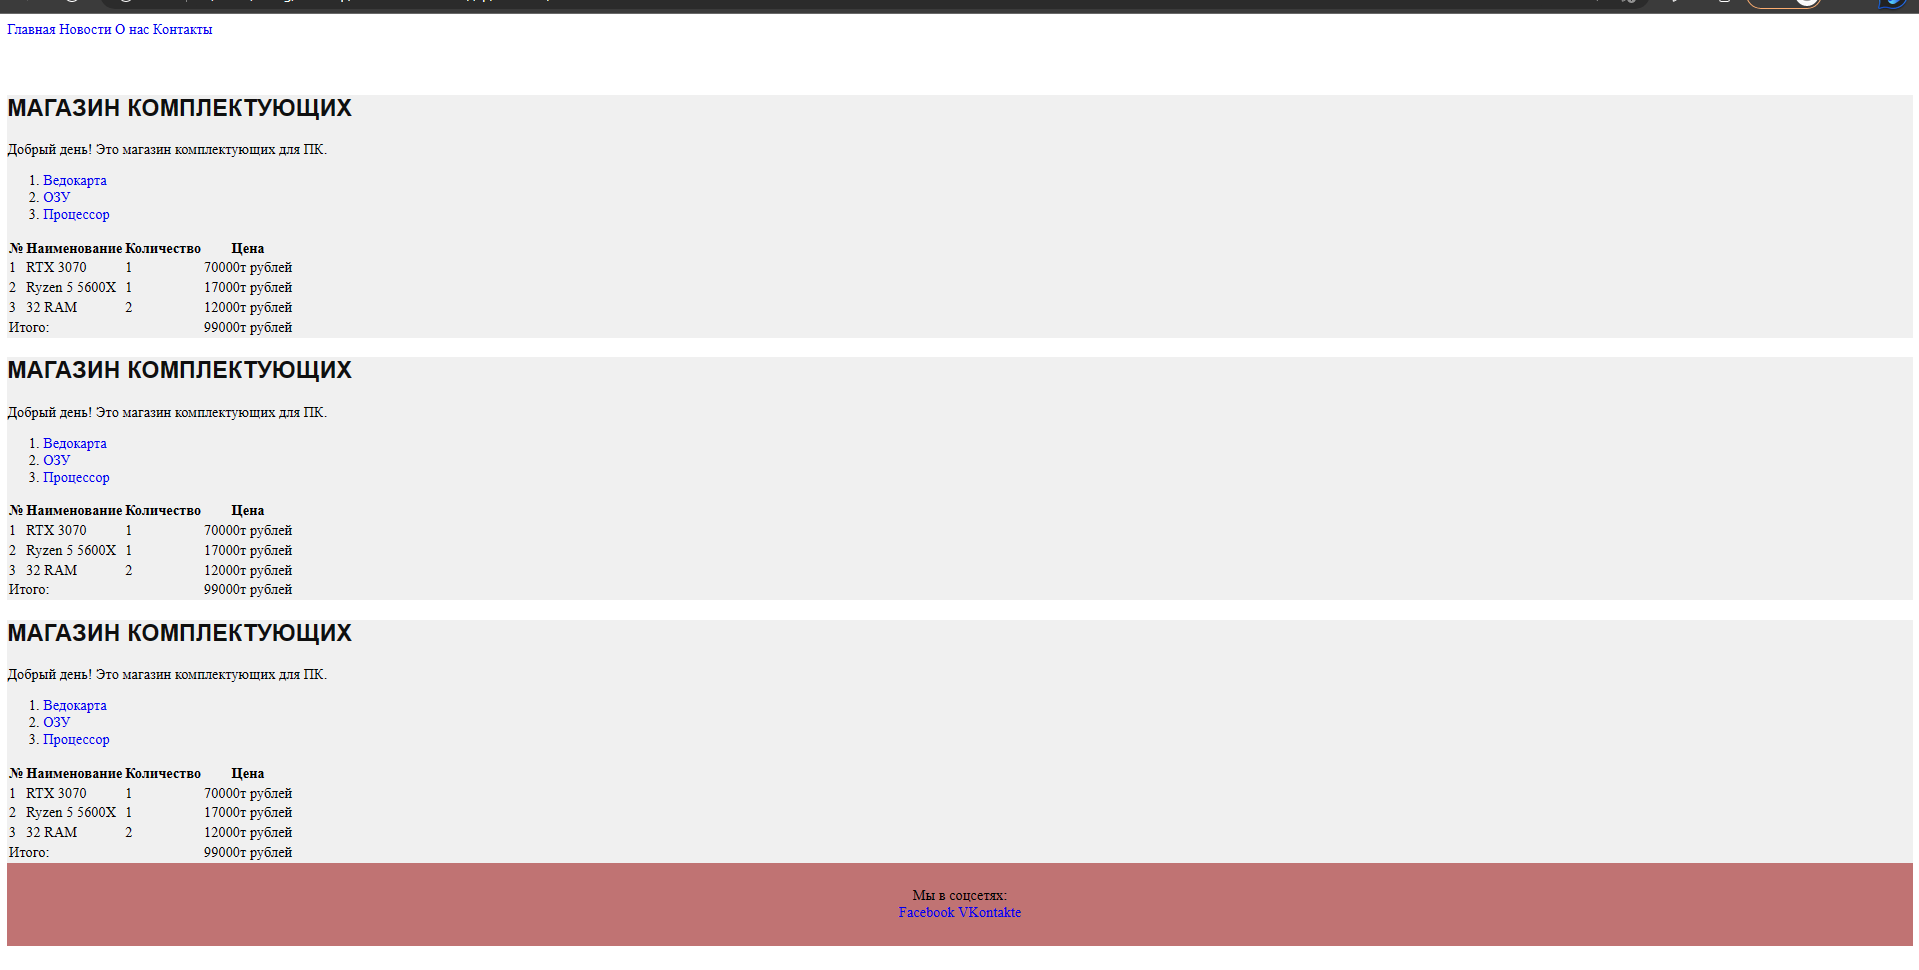 Главная Новости О нас Контакты
МАГАЗИН КОМПЛЕКТУЮЩИХ
Добрый день! Это магазин комплектующих для ПК.
1. Ведокарта
2. ОЗУ
3. Процессор
№ Наименование Количество Цена
1 RTX 3070 1 70000т рублей
2 Ryzen 5 5600X 1 17000т рублей
3 32 RAM 2 12000т рублей
Итого: 99000т рублей
МАГАЗИН КОМПЛЕКТУЮЩИХ
Добрый день! Это магазин комплектующих для ПК.
1. Ведокарта
2. ОЗУ
3. Процессор
№ Наименование Количество Цена
1 RTX 3070 1 70000т рублей
2 Ryzen 5 5600X 1 17000т рублей
3 32 RAM 2 12000т рублей
Итого: 99000т рублей
МАГАЗИН КОМПЛЕКТУЮЩИХ
Добрый день! Это магазин комплектующих для ПК.
1. Ведокарта
2. ОЗУ
3. Процессор
№ Наименование Количество Цена
1 RTX 3070 1 70000т рублей
2 Ryzen 5 5600X 1 17000т рублей
3 32 RAM 2 12000т рублей
Итого: 99000т рублей
Мы в соцсетях:
Facebook VKontakte